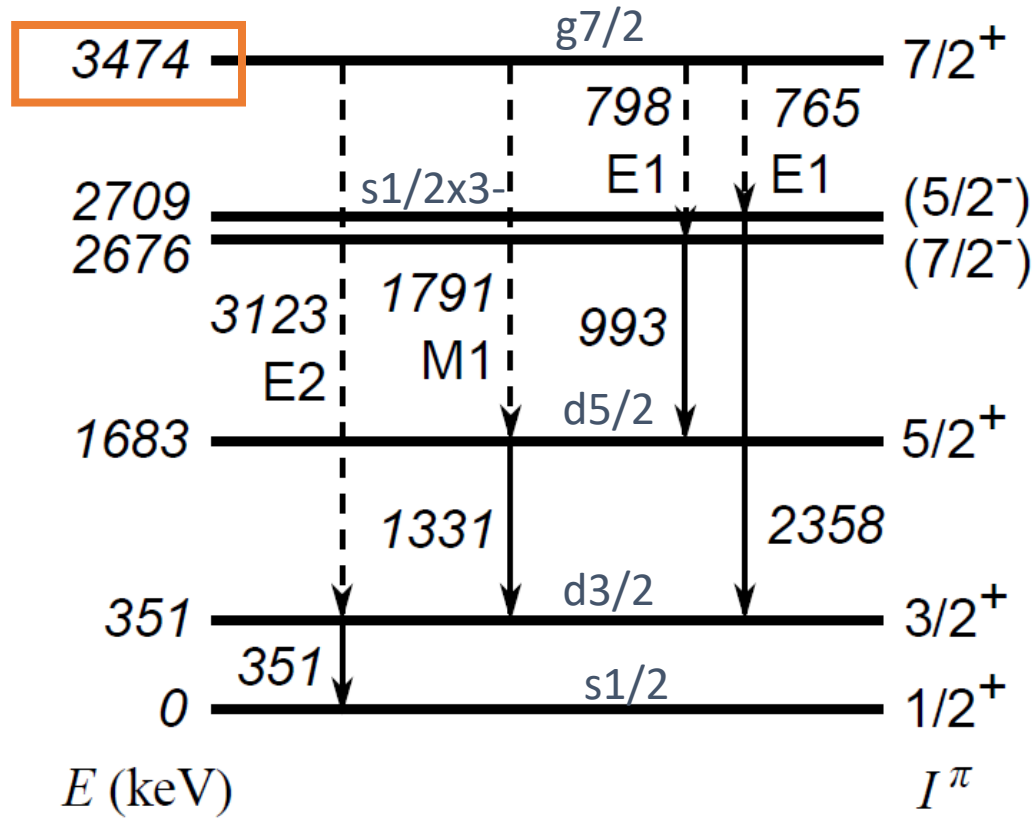 g7/2
3474 7/2⁺
798 765
E1 E1
s1/2x3-
2709 (5/2⁻)
2676 (7/2⁻)
3123 1791 993
E2 M1
d5/2
1683 5/2⁺
1331 2358
d3/2
351 3/2⁺
351
s1/2
0 1/2⁺
E (keV) I^π